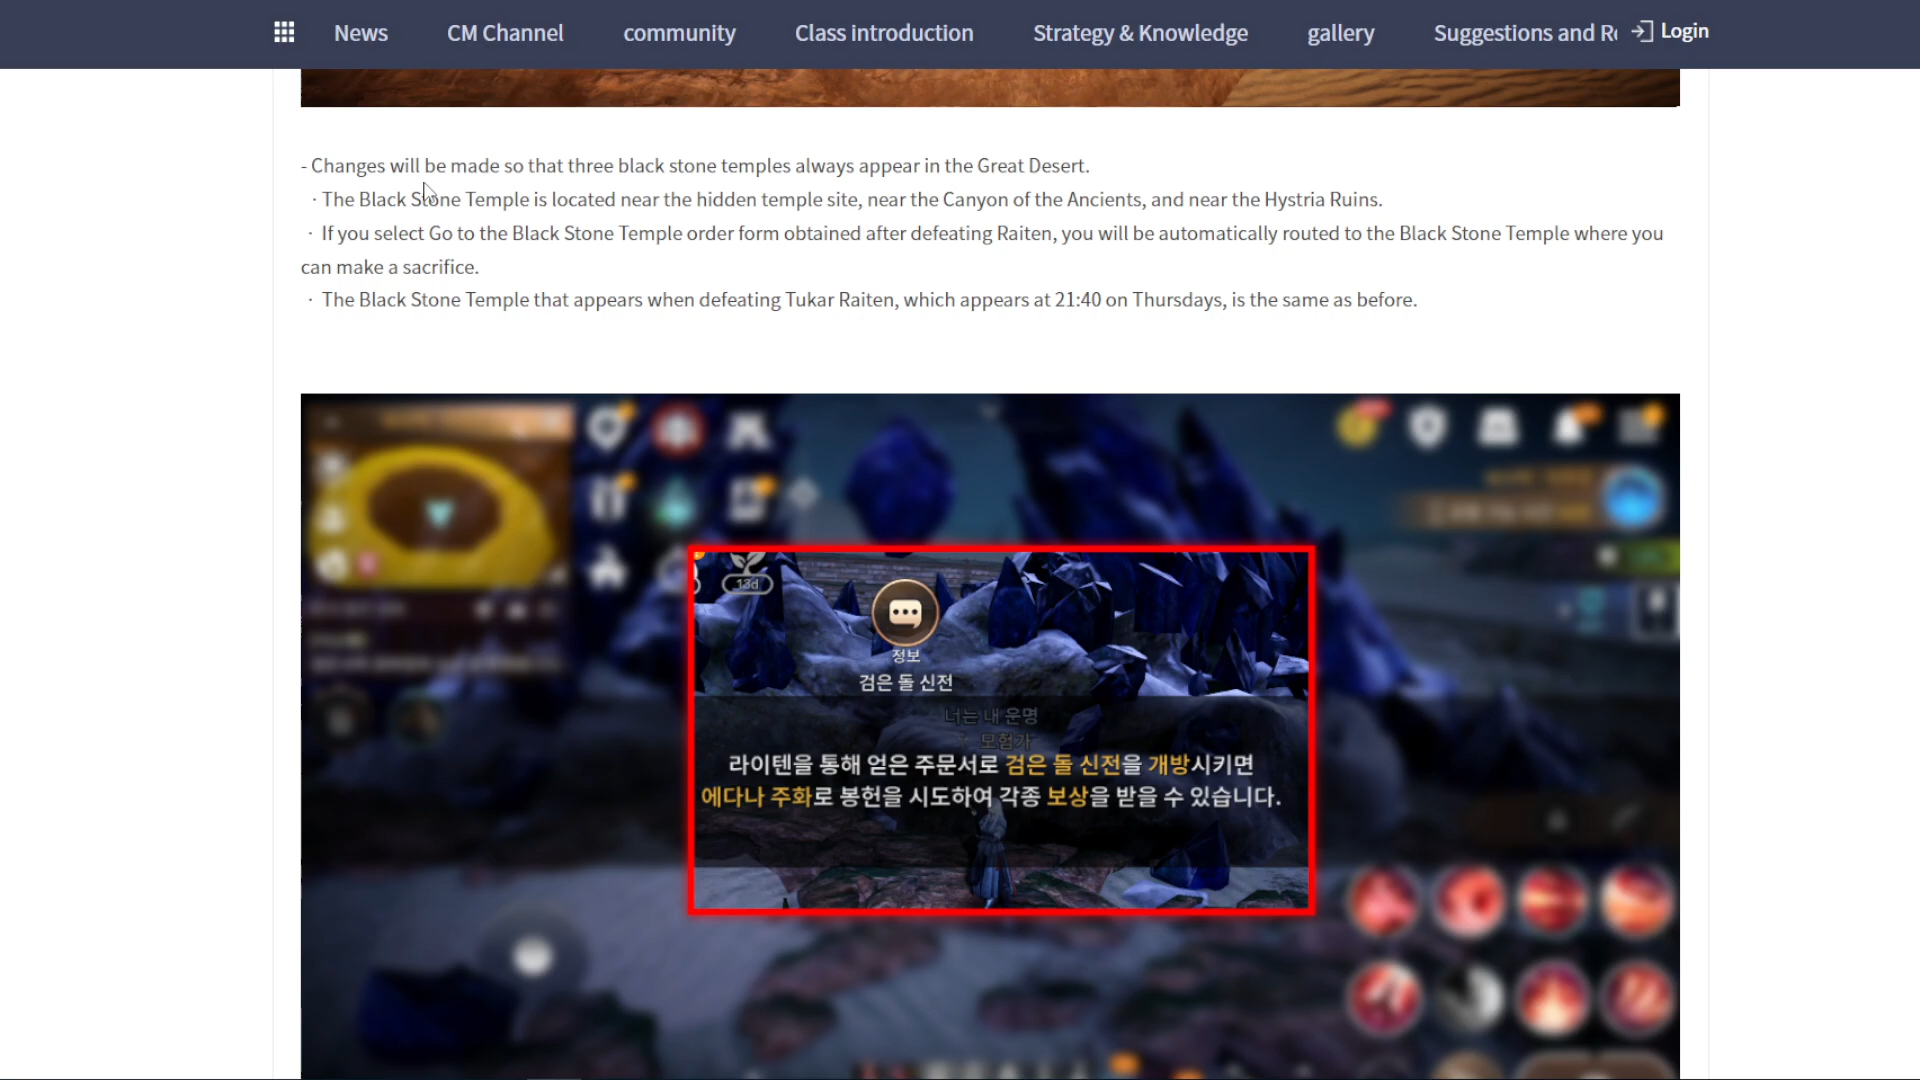 News CM Channel community Class introduction Strategy & Knowledge gallery Suggestions and Re Login
- Changes will be made so that three black stone temples always appear in the Great Desert.
· The Black Stone Temple is located near the hidden temple site, near the Canyon of the Ancients, and near the Hystria Ruins.
· If you select Go to the Black Stone Temple order form obtained after defeating Raiten, you will be automatically routed to the Black Stone Temple where you
can make a sacrifice.
· The Black Stone Temple that appears when defeating Tukar Raiten, which appears at 21:40 on Thursdays, is the same as before.
13d
정보
검은 돌 신전
너는 내 운명
모험가
라이텐을 통해 얻은 주문서로 검은 돌 신전을 개방시키면
에다나 주화로 봉헌을 시도하여 각종 보상을 받을 수 있습니다.